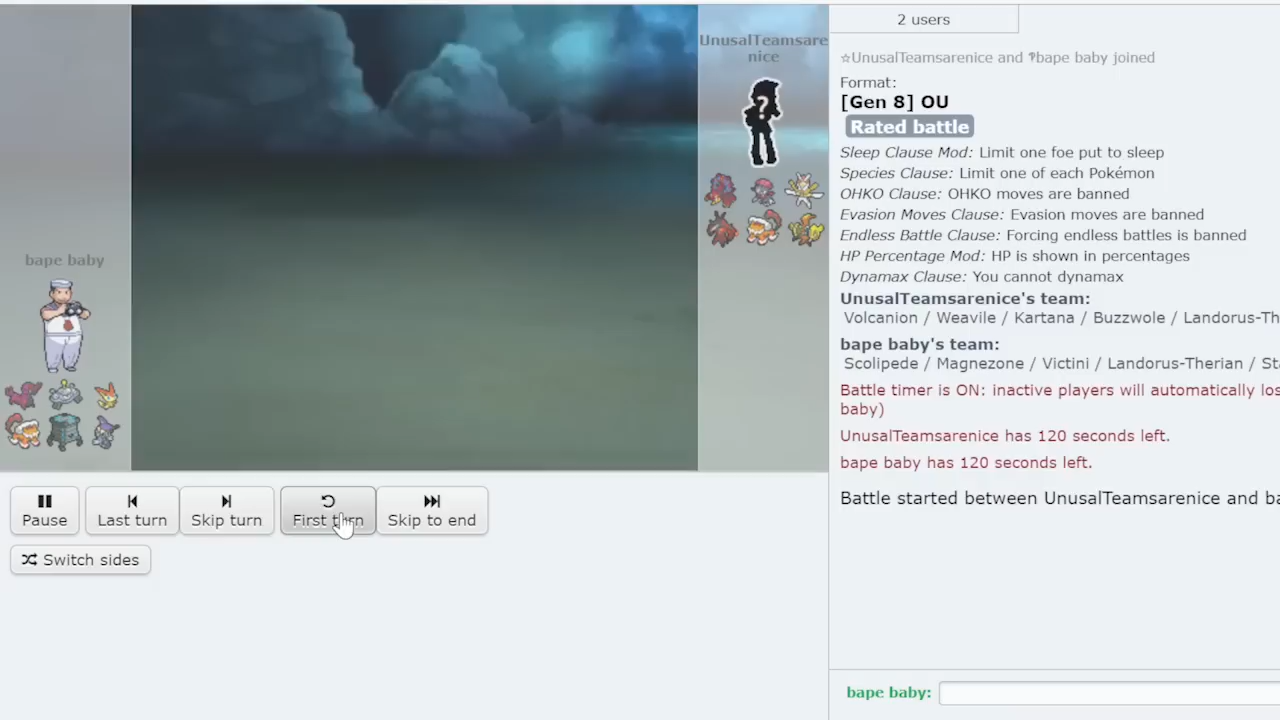 UnusalTeamsare
nice
bape baby
Pause
Last turn
Skip turn
First turn
Skip to end
Switch sides
2 users
☆UnusalTeamsarenice and ‽bape baby joined
Format:
[Gen 8] OU
Rated battle
Sleep Clause Mod: Limit one foe put to sleep
Species Clause: Limit one of each Pokémon
OHKO Clause: OHKO moves are banned
Evasion Moves Clause: Evasion moves are banned
Endless Battle Clause: Forcing endless battles is banned
HP Percentage Mod: HP is shown in percentages
Dynamax Clause: You cannot dynamax
UnusalTeamsarenice's team:
Volcanion / Weavile / Kartana / Buzzwole / Landorus-Th
bape baby's team:
Scolipede / Magnezone / Victini / Landorus-Therian / Sta
Battle timer is ON: inactive players will automatically los
baby)
UnusalTeamsarenice has 120 seconds left.
bape baby has 120 seconds left.
Battle started between UnusalTeamsarenice and ba
bape baby: